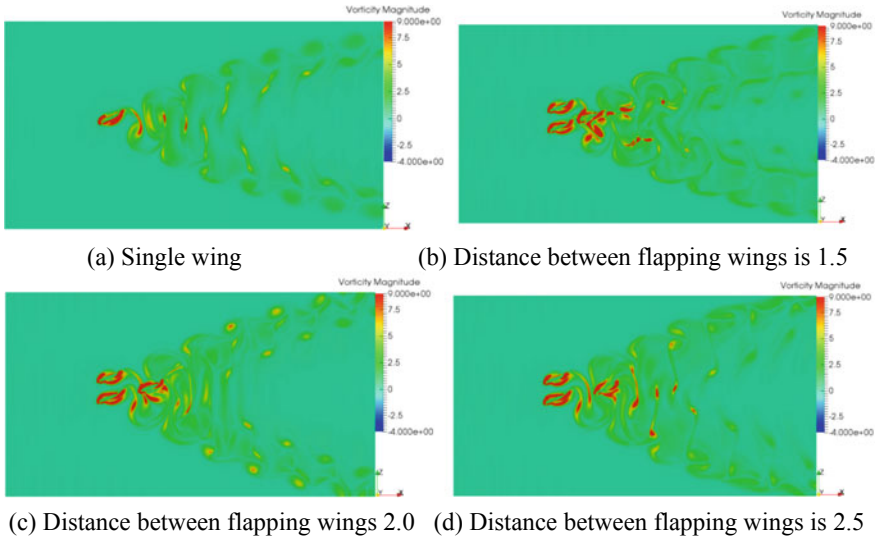 Vorticity Magnitude
9.000e+00
5
2.5
0
-2.5
-4.000e+00
Z
Y X
(a) Single wing
Vorticity Magnitude
9.000e+00
7.5
5
2.5
0
-2.5
-4.000e+00
Z
Y X
(b) Distance between flapping wings is 1.5
Vorticity Magnitude
9.000e+00
5
2.5
0
-2.5
-4.000e+00
Z
Y X
(c) Distance between flapping wings 2.0
Vorticity Magnitude
9.000e+00
7.5
5
2.5
0
-2.5
-4.000e+00
Z
Y X
(d) Distance between flapping wings is 2.5